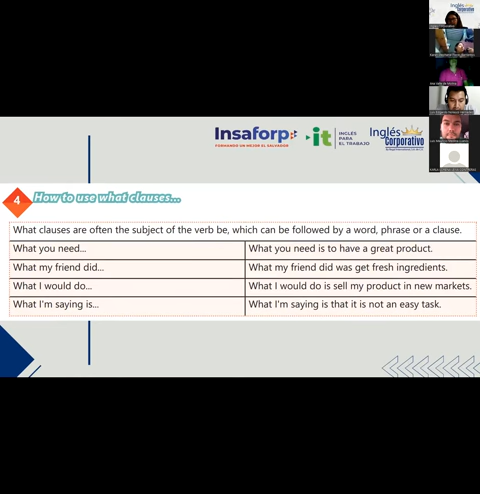 Inglés
Corporativo
Insaforp
FORMANDO UN MEJOR EL SALVADOR
it
INGLÉS
PARA
EL TRABAJO
Inglés
Corporativo
4
How to use what clauses...
What clauses are often the subject of the verb be, which can be followed by a word, phrase or a clause.
What you need...
What you need is to have a great product.
What my friend did...
What my friend did was get fresh ingredients.
What I would do...
What I would do is sell my product in new markets.
What I'm saying is...
What I'm saying is that it is not an easy task.